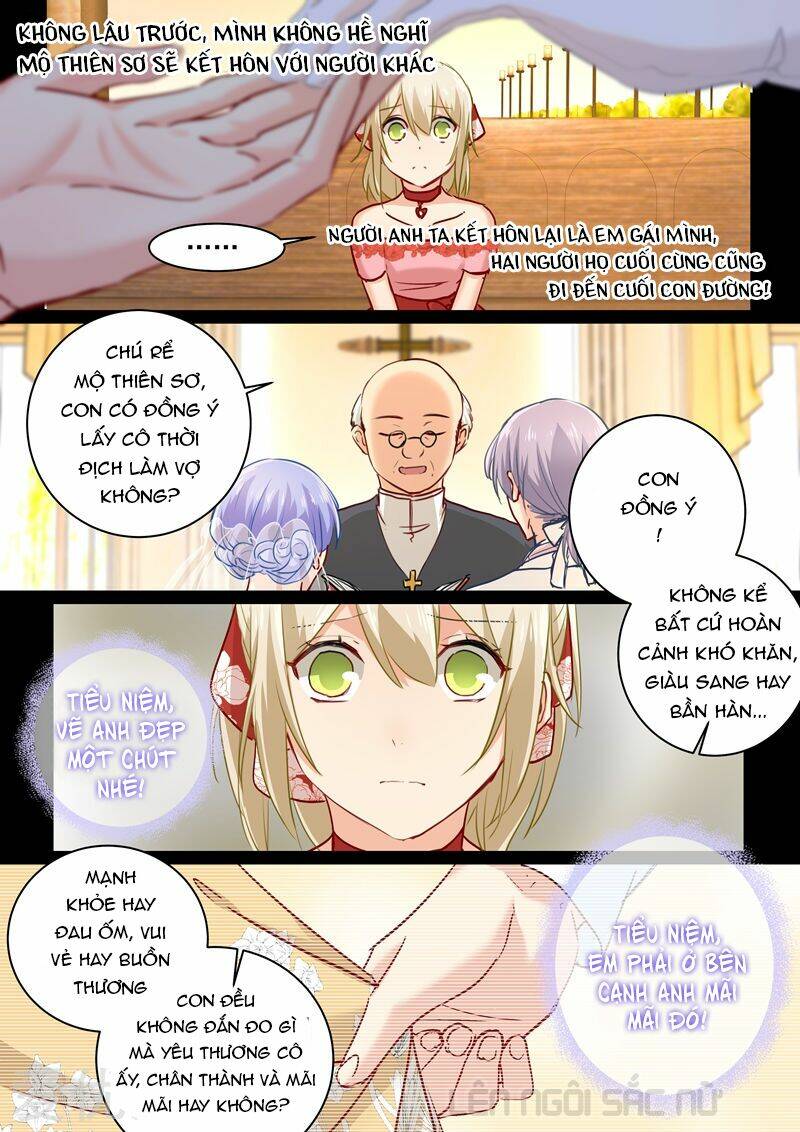 KHÔNG LÂU TRƯỚC, MÌNH KHÔNG HỀ NGHĨ
MỘ THIÊN SƠ SẼ KẾT HÔN VỚI NGƯỜI KHÁC
......
NGƯỜI ANH TA KẾT HÔN LẠI LÀ EM GÁI MÌNH,
HAI NGƯỜI HỌ CUỐI CÙNG CŨNG
ĐI ĐẾN CUỐI CON ĐƯỜNG!
CHÚ RỂ
MỘ THIÊN SƠ,
CON CÓ ĐỒNG Ý
LẤY CÔ THỜI
ĐỊCH LÀM VỢ
KHÔNG?
CON
ĐỒNG Ý
!
KHÔNG KỂ
BẤT CỨ HOÀN
CẢNH KHÓ KHĂN,
GIÀU SANG HAY
BẦN HÀN...
TIỂU NIỆM,
VẼ ANH ĐẸP
MỘT CHÚT
NHÉ!
MẠNH
KHỎE HAY
ĐAU ỐM, VUI
VẺ HAY BUỒN
THƯƠNG
TIỂU NIỆM,
EM PHẢI Ở BÊN
CẠNH ANH MÃI
MÃI ĐÓ!
CON ĐỀU
KHÔNG ĐẮN ĐO GÌ
MÀ YÊU THƯƠNG CÔ
ẤY, CHÂN THÀNH VÀ MÃI
MÃI HAY KHÔNG?
LÊN NGÔI SẮC NỮ